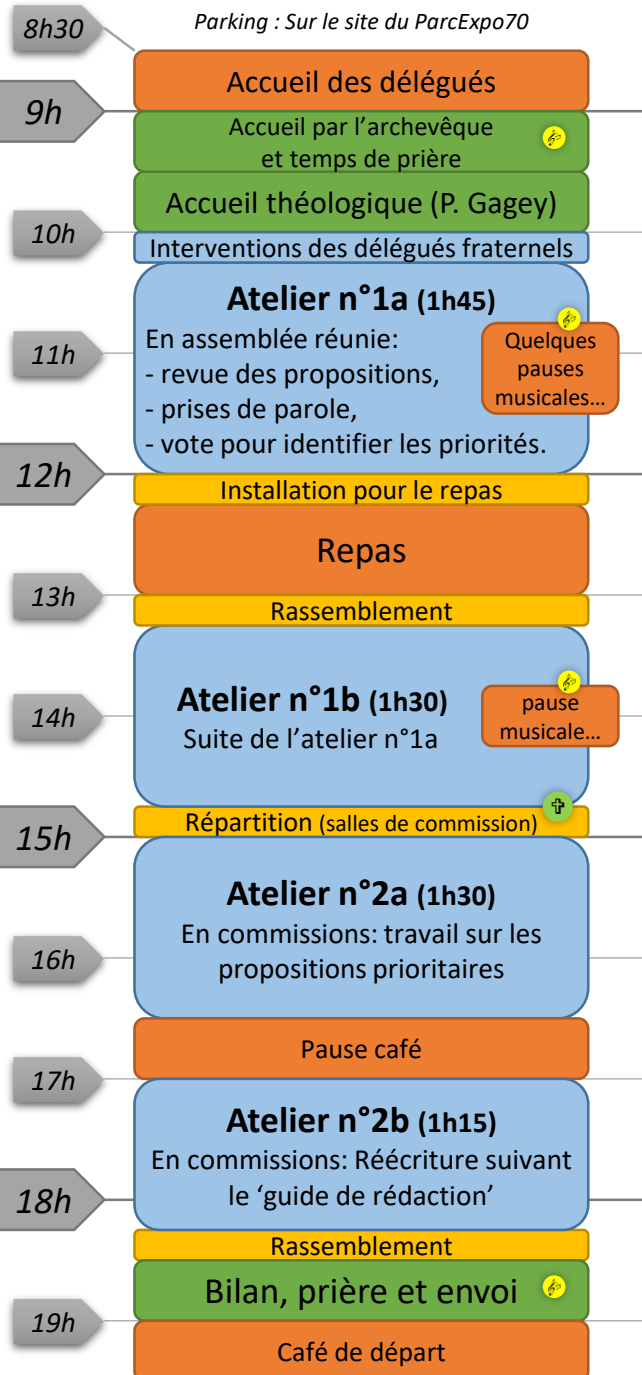 8h30
Parking : Sur le site du ParcExpo70
Accueil des délégués
9h
Accueil par l’archevêque
et temps de prière
Accueil théologique (P. Gagey)
10h
Interventions des délégués fraternels
Atelier n°1a (1h45)
En assemblée réunie:
- revue des propositions,
- prises de parole,
- vote pour identifier les priorités.
11h
Quelques
pauses
musicales…
12h
Installation pour le repas
Repas
13h
Rassemblement
Atelier n°1b (1h30)
Suite de l’atelier n°1a
14h
pause
musicale…
Répartition (salles de commission)
15h
Atelier n°2a (1h30)
En commissions: travail sur les
propositions prioritaires
16h
Pause café
17h
Atelier n°2b (1h15)
En commissions: Réécriture suivant
le ‘guide de rédaction’
18h
Rassemblement
Bilan, prière et envoi
19h
Café de départ